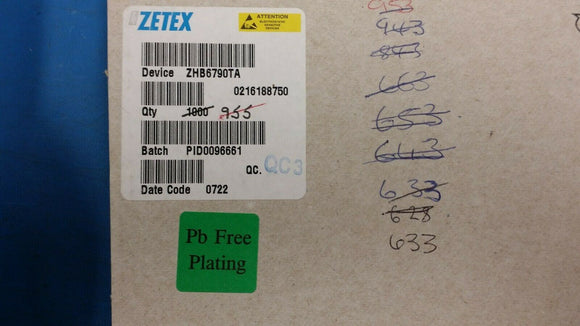 ZETEX
ATTENTION
Device ZHB6790TA
0216188750
Qty 1000 955
Batch PID0096661
QC. QC3
Date Code 0722
Pb Free
Plating
953
943
873
663
653
643
633
628
633